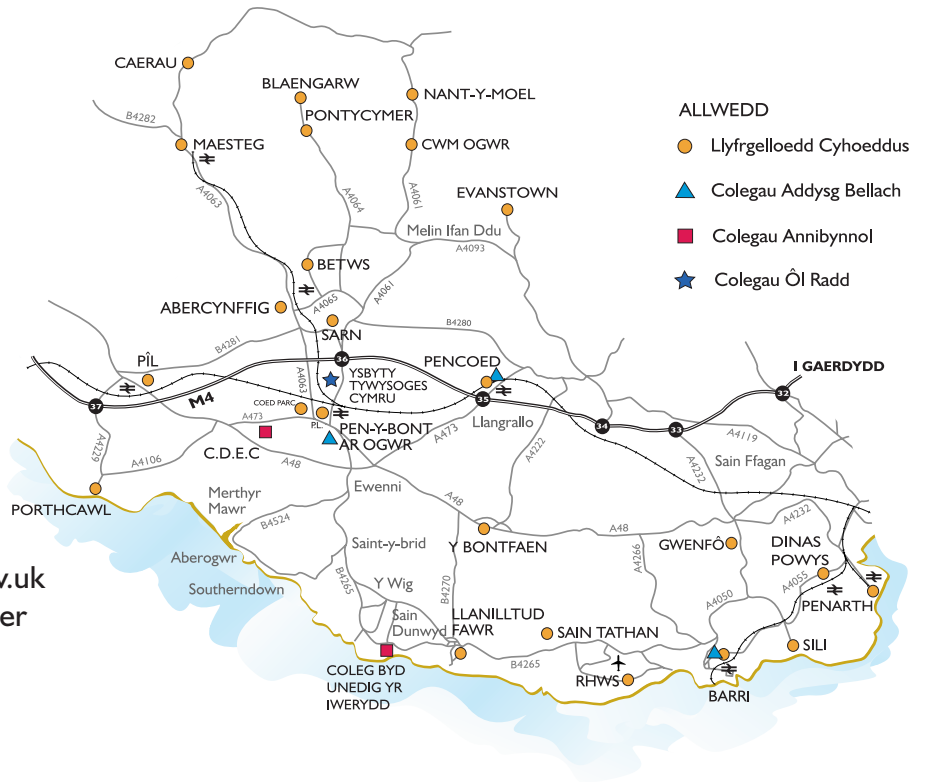 CAERAU
BLAENGARW
NANT-Y-MOEL
B4282
PONTYCYMER
MAESTEG
CWM OGWR
A4063
A4064
A4061
EVANSTOWN
Melin Ifan Ddu
A4093
BETWS
A4061
A4065
ABERCYNFFIG
SARN
B4280
B4281
PÎL
36
PENCOED
I GAERDYDD
YSBYTY
TYWYSOGES
CYMRU
A4063
M4
37
COED PARC
P.L.
35
32
34
33
A473
PEN-Y-BONT
AR OGWR
A473
Llangrallo
A4222
A4119
C.D.E.C
A48
A4229
A4106
Sain Ffagan
A4232
PORTHCAWL
Merthyr
Mawr
Ewenni
A48
B4524
A48
A4232
Saint-y-brid
Y BONTFAEN
GWENFÔ
DINAS
POWYS
Aberogwr
Southerndown
B4265
Y Wig
B4270
A4266
A4050
A4055
PENARTH
Sain
Dunwyd
LLANILLTUD
FAWR
SAIN TATHAN
SILI
B4265
RHWS
BARRI
COLEG BYD
UNEDIG YR
IWERYDD
v.uk
er
ALLWEDD
Llyfrgelloedd Cyhoeddus
Colegau Addysg Bellach
Colegau Annibynnol
Colegau Ôl Radd